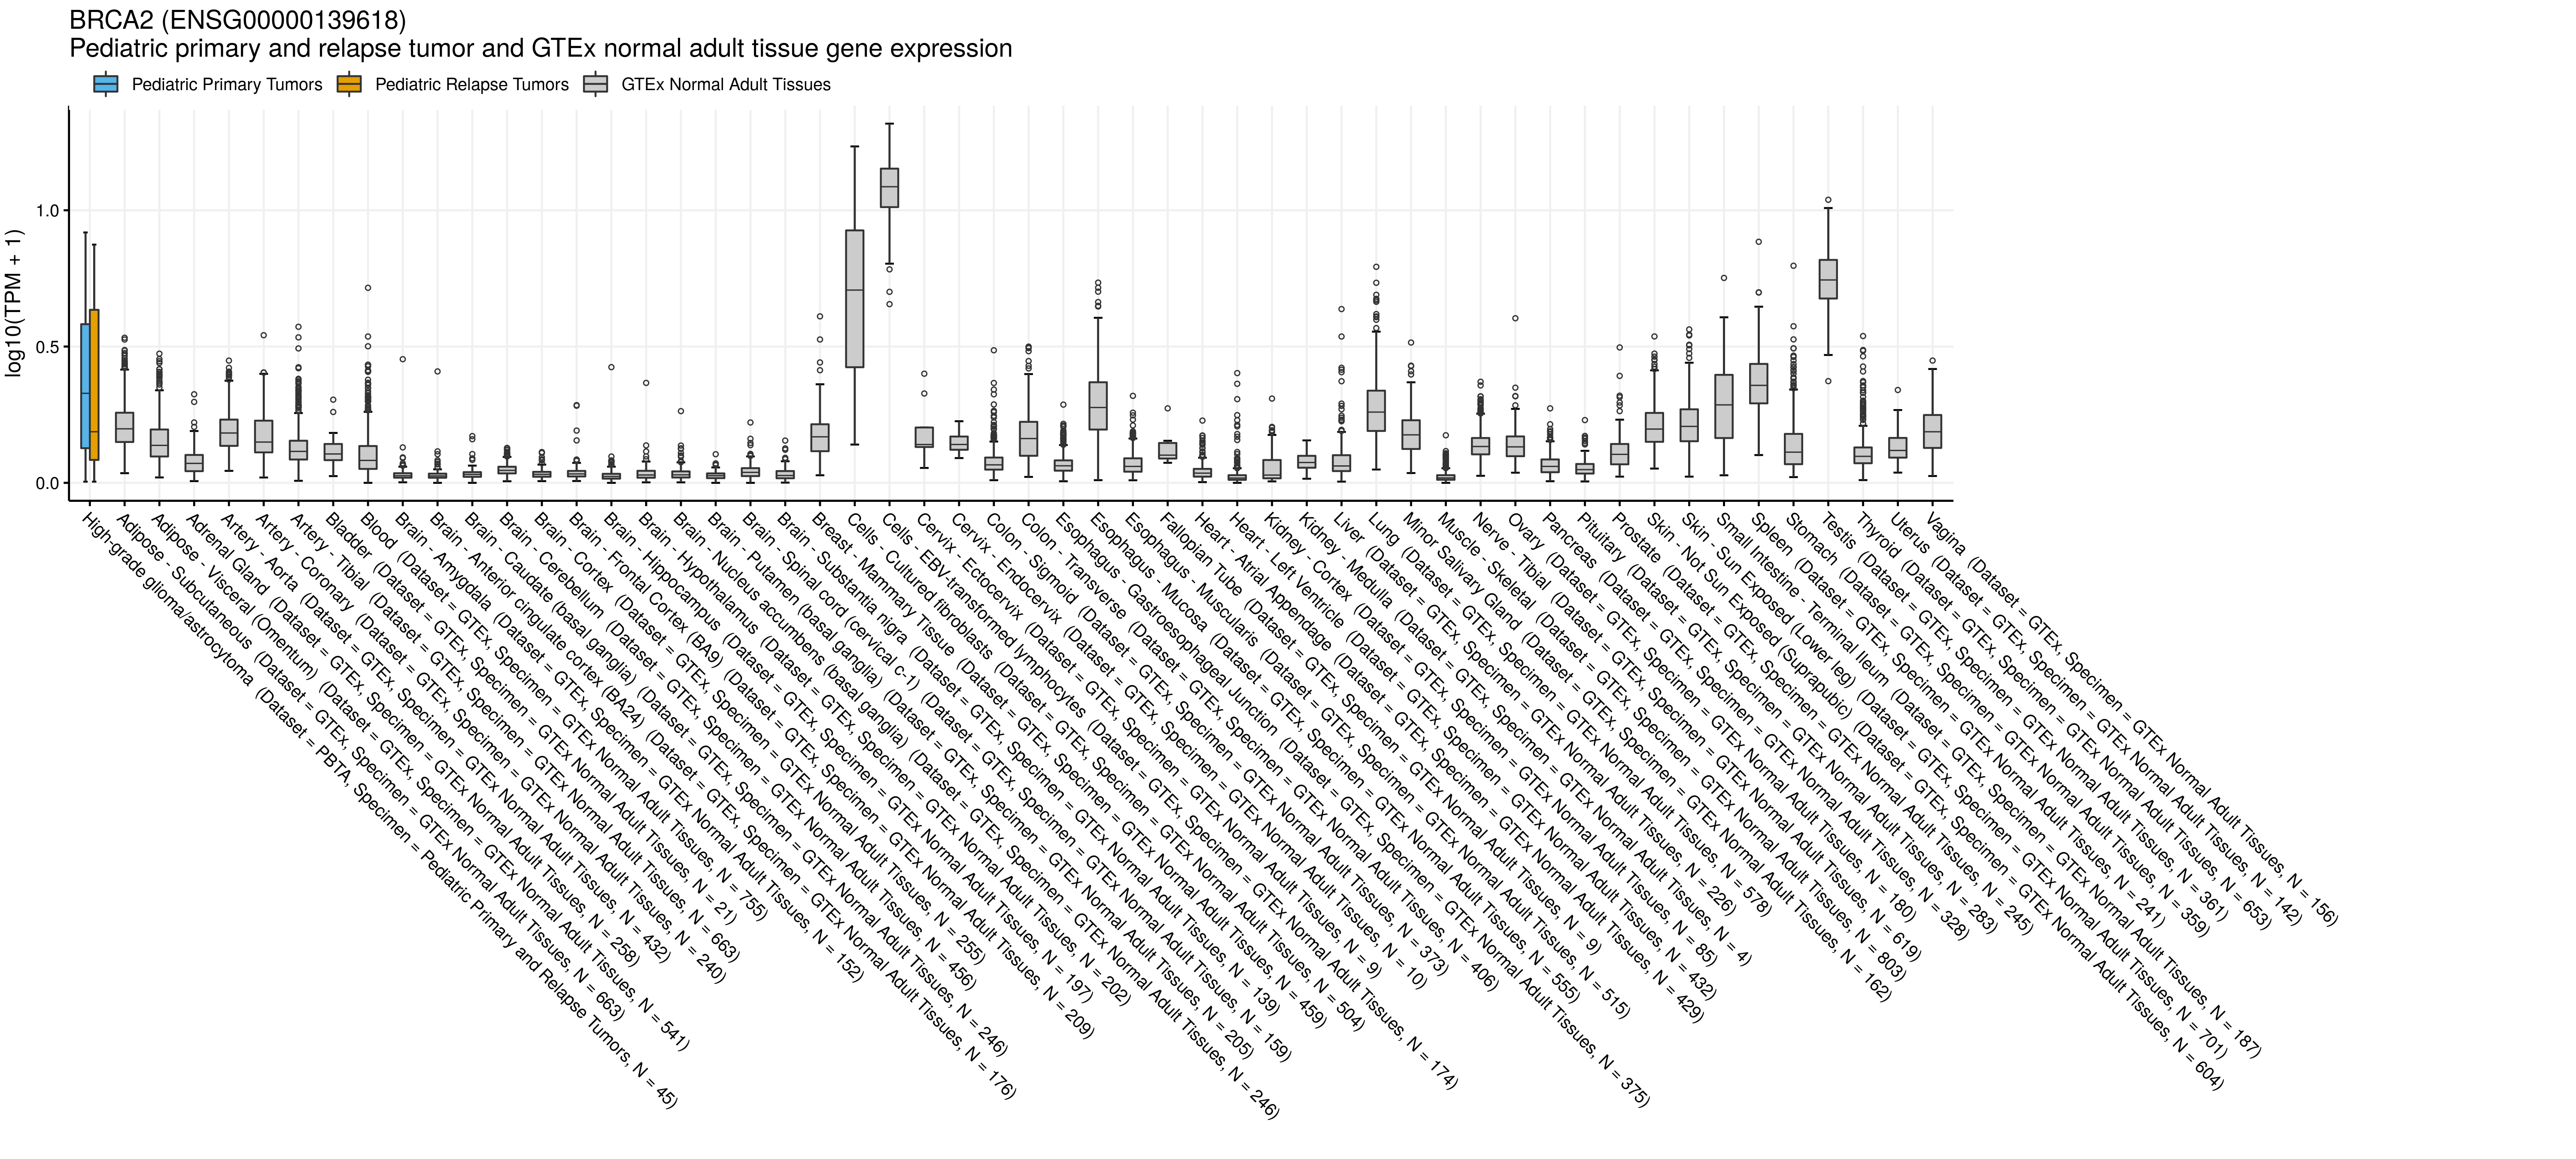 BRCA2 (ENSG00000139618)
Pediatric primary and relapse tumor and GTEx normal adult tissue gene expression
Pediatric Primary Tumors
Pediatric Relapse Tumors
GTEx Normal Adult Tissues
log10(TPM + 1)
1.0
0.5
0.0
High-grade glioma/astrocytoma (Dataset = PBTA, Specimen = Pediatric Primary and Relapse Tumors, N = 45)
Adipose - Subcutaneous (Dataset = GTEx, Specimen = GTEx Normal Adult Tissues, N = 663)
Adipose - Visceral (Omentum) (Dataset = GTEx, Specimen = GTEx Normal Adult Tissues, N = 541)
Adrenal Gland (Dataset = GTEx, Specimen = GTEx Normal Adult Tissues, N = 258)
Artery - Aorta (Dataset = GTEx, Specimen = GTEx Normal Adult Tissues, N = 432)
Artery - Coronary (Dataset = GTEx, Specimen = GTEx Normal Adult Tissues, N = 240)
Artery - Tibial (Dataset = GTEx, Specimen = GTEx Normal Adult Tissues, N = 663)
Bladder (Dataset = GTEx, Specimen = GTEx Normal Adult Tissues, N = 21)
Blood (Dataset = GTEx, Specimen = GTEx Normal Adult Tissues, N = 755)
Brain - Amygdala (Dataset = GTEx, Specimen = GTEx Normal Adult Tissues, N = 152)
Brain - Anterior cingulate cortex (BA24) (Dataset = GTEx, Specimen = GTEx Normal Adult Tissues, N = 176)
Brain - Caudate (basal ganglia) (Dataset = GTEx, Specimen = GTEx Normal Adult Tissues, N = 246)
Brain - Cerebellum (Dataset = GTEx, Specimen = GTEx Normal Adult Tissues, N = 456)
Brain - Cortex (Dataset = GTEx, Specimen = GTEx Normal Adult Tissues, N = 255)
Brain - Frontal Cortex (BA9) (Dataset = GTEx, Specimen = GTEx Normal Adult Tissues, N = 209)
Brain - Hippocampus (Dataset = GTEx, Specimen = GTEx Normal Adult Tissues, N = 197)
Brain - Hypothalamus (Dataset = GTEx, Specimen = GTEx Normal Adult Tissues, N = 202)
Brain - Nucleus accumbens (basal ganglia) (Dataset = GTEx, Specimen = GTEx Normal Adult Tissues, N = 246)
Brain - Putamen (basal ganglia) (Dataset = GTEx, Specimen = GTEx Normal Adult Tissues, N = 205)
Brain - Spinal cord (cervical c-1) (Dataset = GTEx, Specimen = GTEx Normal Adult Tissues, N = 159)
Brain - Substantia nigra (Dataset = GTEx, Specimen = GTEx Normal Adult Tissues, N = 139)
Breast - Mammary Tissue (Dataset = GTEx, Specimen = GTEx Normal Adult Tissues, N = 459)
Cells - Cultured fibroblasts (Dataset = GTEx, Specimen = GTEx Normal Adult Tissues, N = 504)
Cells - EBV-transformed lymphocytes (Dataset = GTEx, Specimen = GTEx Normal Adult Tissues, N = 174)
Cervix - Ectocervix (Dataset = GTEx, Specimen = GTEx Normal Adult Tissues, N = 9)
Cervix - Endocervix (Dataset = GTEx, Specimen = GTEx Normal Adult Tissues, N = 10)
Colon - Sigmoid (Dataset = GTEx, Specimen = GTEx Normal Adult Tissues, N = 373)
Colon - Transverse (Dataset = GTEx, Specimen = GTEx Normal Adult Tissues, N = 406)
Esophagus - Gastroesophageal Junction (Dataset = GTEx, Specimen = GTEx Normal Adult Tissues, N = 375)
Esophagus - Mucosa (Dataset = GTEx, Specimen = GTEx Normal Adult Tissues, N = 555)
Esophagus - Muscularis (Dataset = GTEx, Specimen = GTEx Normal Adult Tissues, N = 515)
Fallopian Tube (Dataset = GTEx, Specimen = GTEx Normal Adult Tissues, N = 9)
Heart - Atrial Appendage (Dataset = GTEx, Specimen = GTEx Normal Adult Tissues, N = 429)
Heart - Left Ventricle (Dataset = GTEx, Specimen = GTEx Normal Adult Tissues, N = 432)
Kidney - Cortex (Dataset = GTEx, Specimen = GTEx Normal Adult Tissues, N = 85)
Kidney - Medulla (Dataset = GTEx, Specimen = GTEx Normal Adult Tissues, N = 4)
Liver (Dataset = GTEx, Specimen = GTEx Normal Adult Tissues, N = 226)
Lung (Dataset = GTEx, Specimen = GTEx Normal Adult Tissues, N = 578)
Minor Salivary Gland (Dataset = GTEx, Specimen = GTEx Normal Adult Tissues, N = 162)
Muscle - Skeletal (Dataset = GTEx, Specimen = GTEx Normal Adult Tissues, N = 803)
Nerve - Tibial (Dataset = GTEx, Specimen = GTEx Normal Adult Tissues, N = 619)
Ovary (Dataset = GTEx, Specimen = GTEx Normal Adult Tissues, N = 180)
Pancreas (Dataset = GTEx, Specimen = GTEx Normal Adult Tissues, N = 328)
Pituitary (Dataset = GTEx, Specimen = GTEx Normal Adult Tissues, N = 283)
Prostate (Dataset = GTEx, Specimen = GTEx Normal Adult Tissues, N = 245)
Skin - Not Sun Exposed (Suprapubic) (Dataset = GTEx, Specimen = GTEx Normal Adult Tissues, N = 604)
Skin - Sun Exposed (Lower leg) (Dataset = GTEx, Specimen = GTEx Normal Adult Tissues, N = 701)
Small Intestine - Terminal Ileum (Dataset = GTEx, Specimen = GTEx Normal Adult Tissues, N = 187)
Spleen (Dataset = GTEx, Specimen = GTEx Normal Adult Tissues, N = 241)
Stomach (Dataset = GTEx, Specimen = GTEx Normal Adult Tissues, N = 359)
Testis (Dataset = GTEx, Specimen = GTEx Normal Adult Tissues, N = 361)
Thyroid (Dataset = GTEx, Specimen = GTEx Normal Adult Tissues, N = 653)
Uterus (Dataset = GTEx, Specimen = GTEx Normal Adult Tissues, N = 142)
Vagina (Dataset = GTEx, Specimen = GTEx Normal Adult Tissues, N = 156)